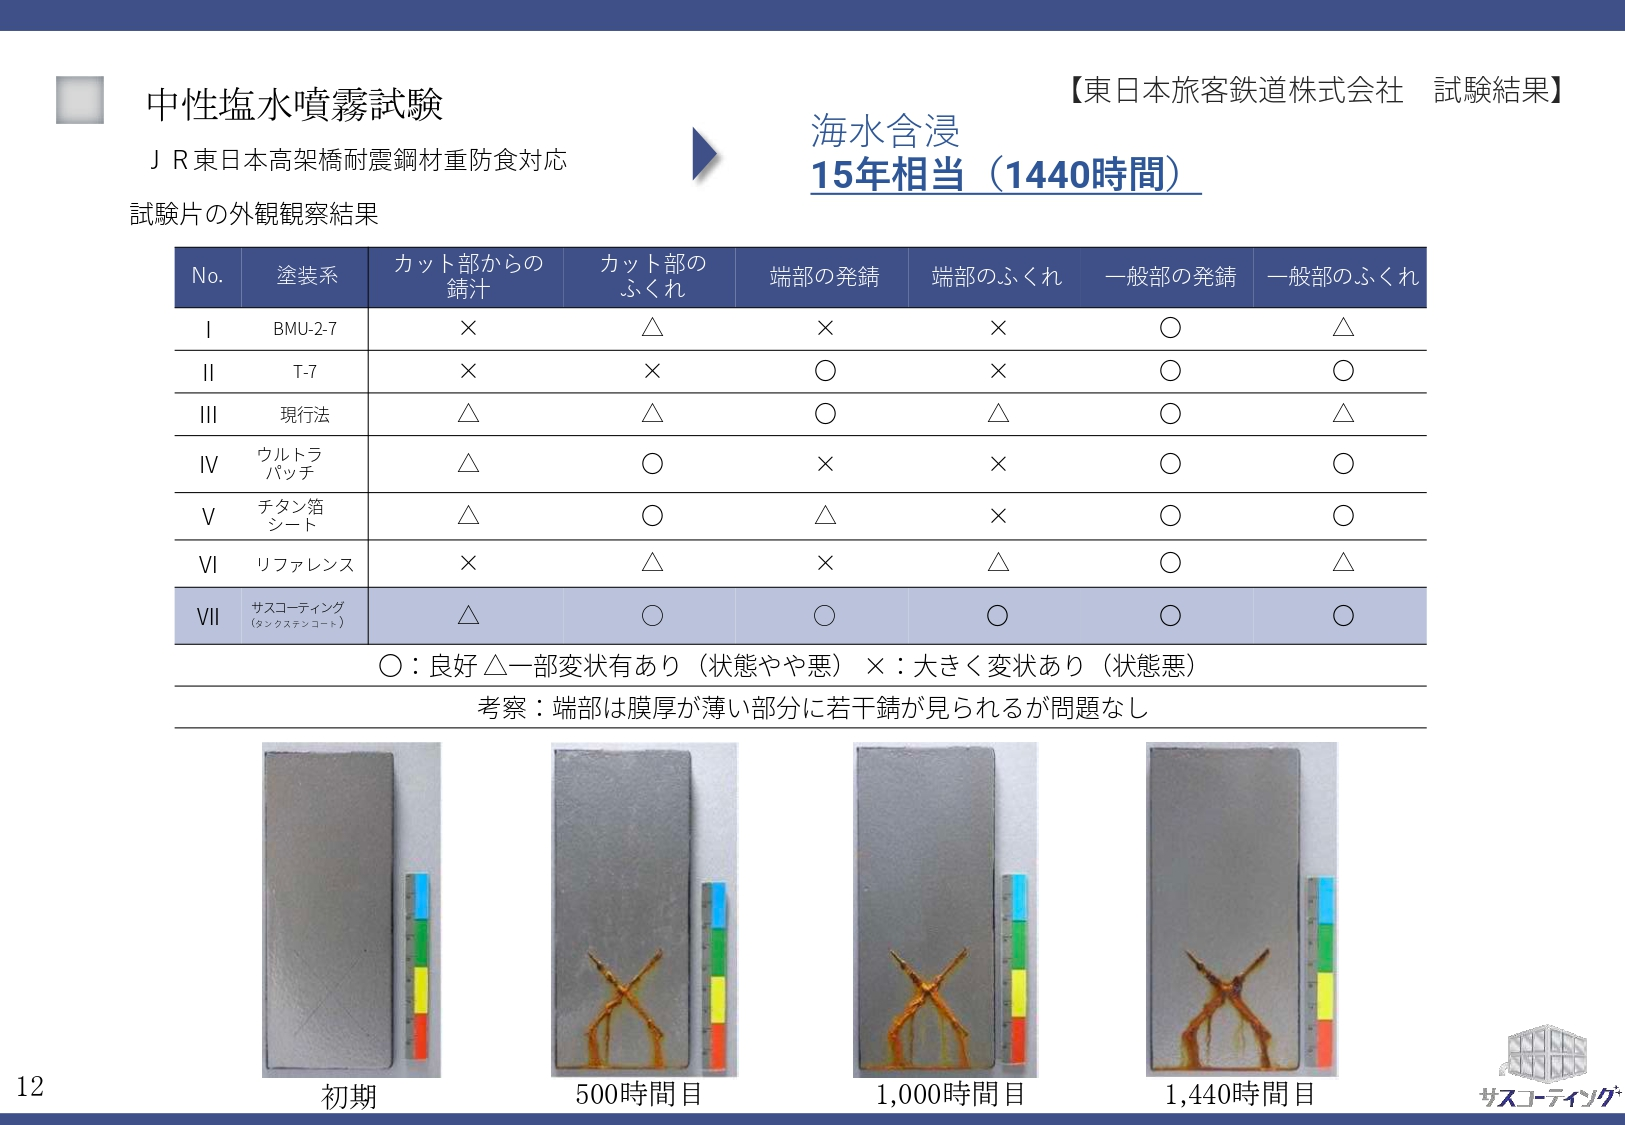 中性塩水噴霧試験
【東日本旅客鉄道株式会社　試験結果】
ＪＲ東日本高架橋耐震鋼材重防食対応
海水含浸
15年相当（1440時間）
試験片の外観観察結果
No. 塗装系 カット部からの錆汁 カット部のふくれ 端部の発錆 端部のふくれ 一般部の発錆 一般部のふくれ
I BMU-2-7 × △ × × 〇 △
II T-7 × × 〇 × 〇 〇
III 現行法 △ △ 〇 △ 〇 △
IV ウルトラパッチ △ 〇 × × 〇 〇
V チタン箔シート △ 〇 △ × 〇 〇
VI リファレンス × △ × △ 〇 △
VII サスコーティング（タンクステンコート） △ 〇 〇 〇 〇 〇
〇：良好 △一部変状有あり（状態やや悪） ×：大きく変状あり（状態悪）
考察：端部は膜厚が薄い部分に若干錆が見られるが問題なし
初期 500時間目 1,000時間目 1,440時間目
12
サスコーティング